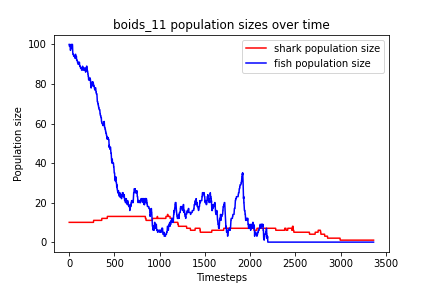 boids_11 population sizes over time
shark population size
fish population size
Population size
100
80
60
40
20
0
0 500 1000 1500 2000 2500 3000 3500
Timesteps